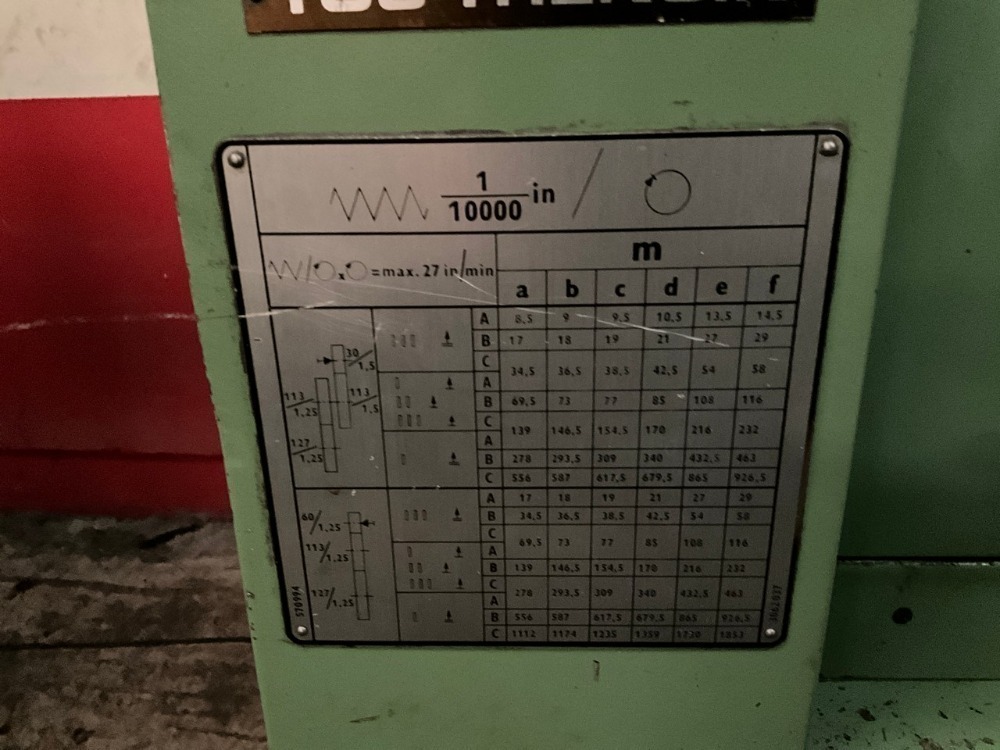 1
10000 in /
/ x =max. 27 in/min
m
a b c d e f
A 8,5 9 9,5 10,5 13,5 14,5
B 17 18 19 21 27 29
C
34,5 36,5 38,5 42,5 54 58
A
B 69,5 73 77 85 108 116
C
139 146,5 154,5 170 216 232
A
B 278 293,5 309 340 432,5 463
C 556 587 617,5 679,5 865 926,5
30/1,5
113/1,25 113/1,5
127/1,25
A 17 18 19 21 27 29
B 34,5 36,5 38,5 42,5 54 58
C
69,5 73 77 85 108 116
A
B 139 146,5 154,5 170 216 232
C
278 293,5 309 340 432,5 463
A
B 556 587 617,5 679,5 865 926,5
C 1112 1174 1235 1359 1730 1853
60/1,25
113/1,25
127/1,25
570994